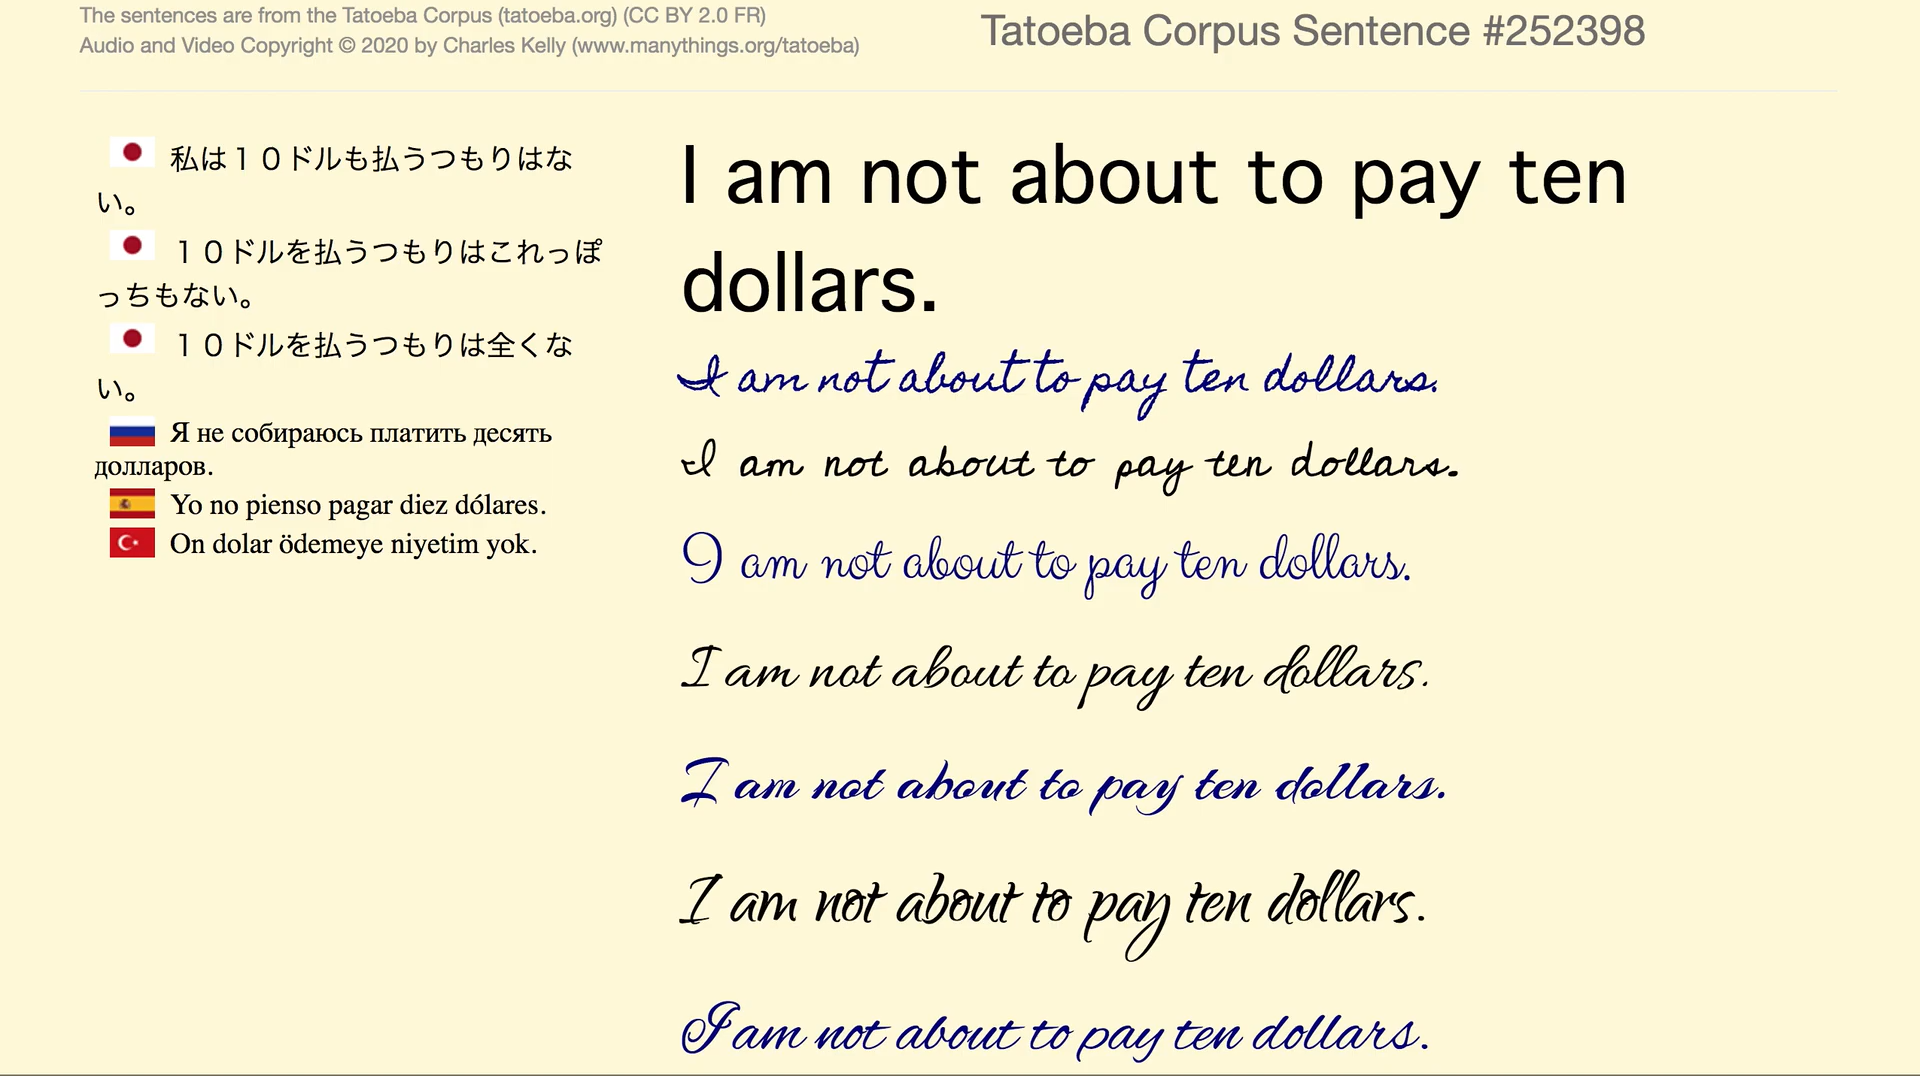 The sentences are from the Tatoeba Corpus (tatoeba.org) (CC BY 2.0 FR)
Audio and Video Copyright © 2020 by Charles Kelly (www.manythings.org/tatoeba)
Tatoeba Corpus Sentence #252398
私は１０ドルも払うつもりはな
い。
１０ドルを払うつもりはこれっぽ
っちもない。
１０ドルを払うつもりは全くな
い。
Я не собираюсь платить десять
долларов.
Yo no pienso pagar diez dólares.
On dolar ödemeye niyetim yok.
I am not about to pay ten
dollars.
I am not about to pay ten dollars.
I am not about to pay ten dollars.
I am not about to pay ten dollars.
I am not about to pay ten dollars.
I am not about to pay ten dollars.
I am not about to pay ten dollars.
I am not about to pay ten dollars.